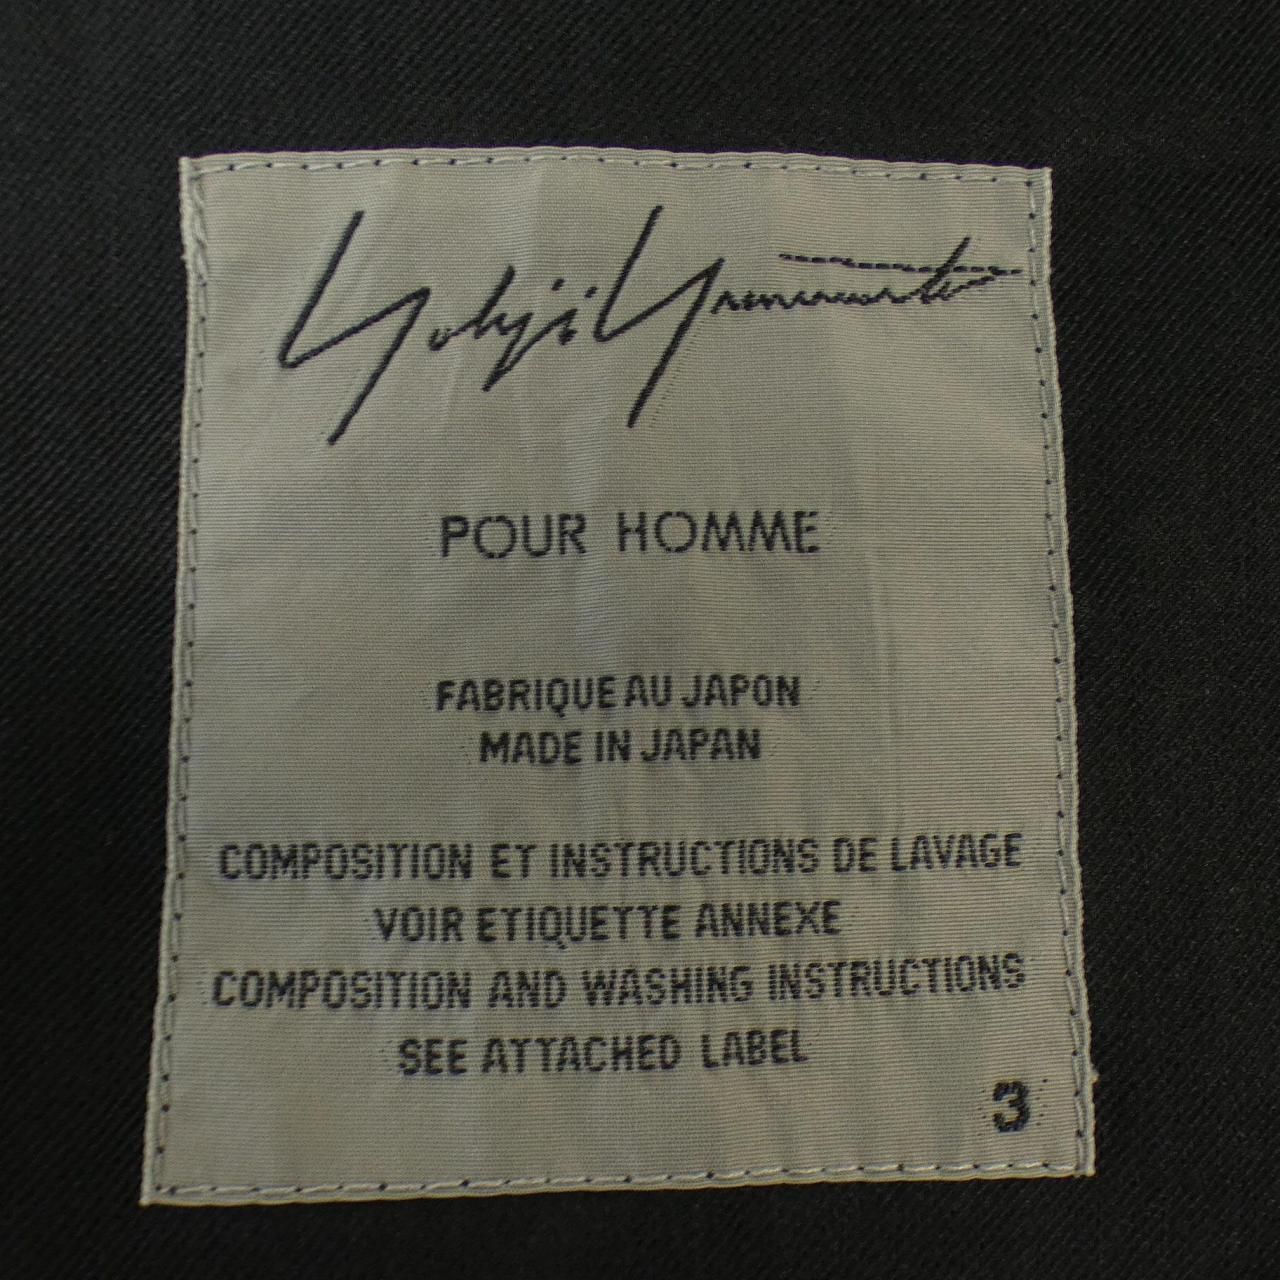 Yohji Yamamoto
POUR HOMME
FABRIQUE AU JAPON
MADE IN JAPAN
COMPOSITION ET INSTRUCTIONS DE LAVAGE
VOIR ETIQUETTE ANNEXE
COMPOSITION AND WASHING INSTRUCTIONS
SEE ATTACHED LABEL
3